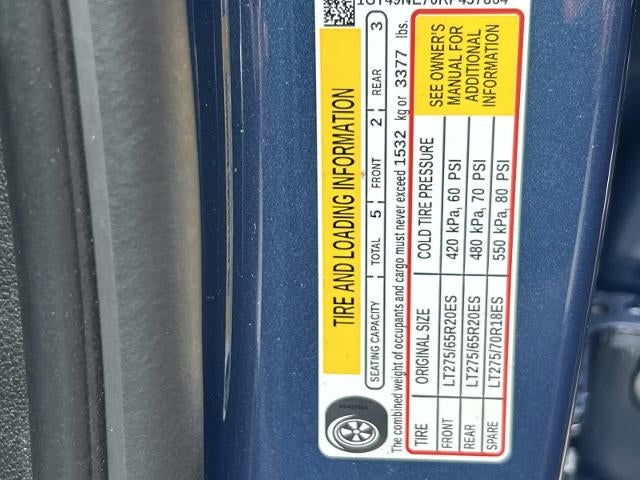 TIRE AND LOADING INFORMATION
SEATING CAPACITY TOTAL 5 FRONT 2 REAR 3
The combined weight of occupants and cargo must never exceed 1532 kg or 3377 lbs.
TIRE ORIGINAL SIZE COLD TIRE PRESSURE
FRONT LT275/65R20ES 420 kPa, 60 PSI
REAR LT275/65R20ES 480 kPa, 70 PSI
SPARE LT275/70R18ES 550 kPa, 80 PSI
SEE OWNER'S
MANUAL FOR
ADDITIONAL
INFORMATION